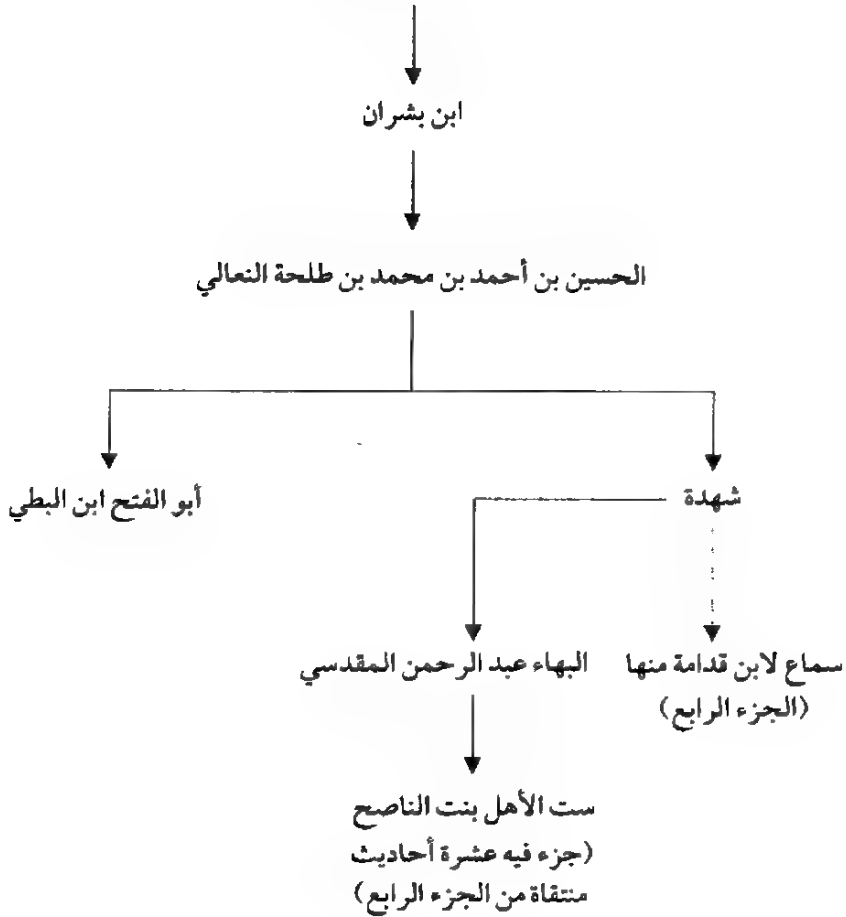 ابن بشران
الحسين بن أحمد بن محمد بن طلحة النعالي
شهدة
أبو الفتح ابن البطي
سماع لابن قدامة منها
(الجزء الرابع)
البهاء عبد الرحمن المقدسي
ست الأهل بنت الناصح
(جزء فيه عشرة أحاديث
منتقاة من الجزء الرابع)